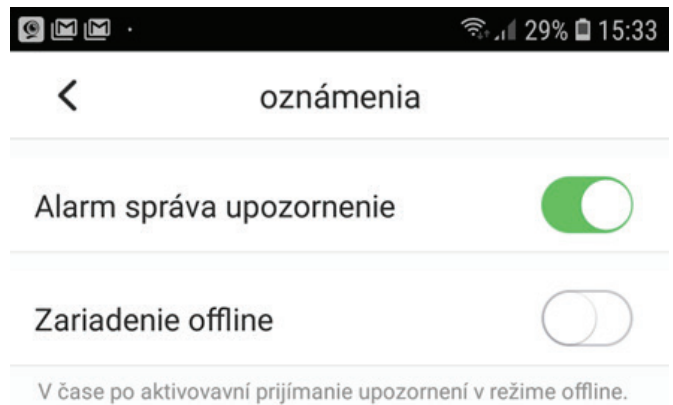 29% 15:33
oznámenia
Alarm správa upozornenie
Zariadenie offline
V čase po aktivovavní prijímanie upozornení v režime offline.